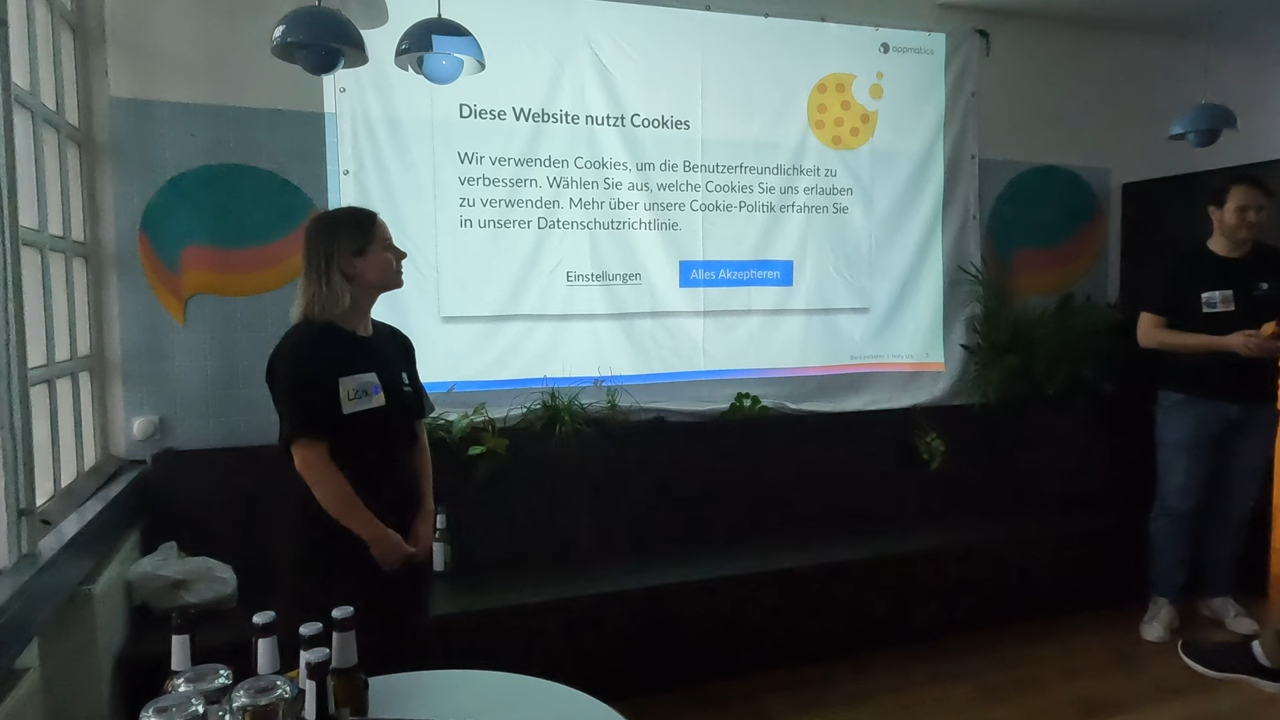 appmatics
Diese Website nutzt Cookies
Wir verwenden Cookies, um die Benutzerfreundlichkeit zu
verbessern. Wählen Sie aus, welche Cookies Sie uns erlauben
zu verwenden. Mehr über unsere Cookie-Politik erfahren Sie
in unserer Datenschutzrichtlinie.
Einstellungen
Alles Akzeptieren